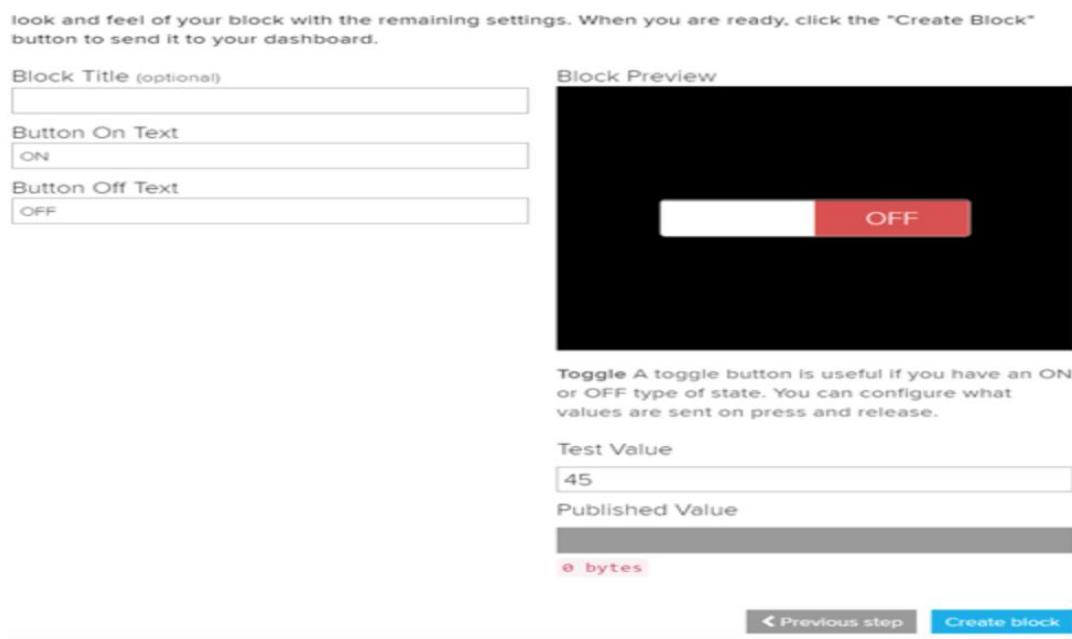 look and feel of your block with the remaining settings. When you are ready, click the "Create Block"
button to send it to your dashboard.
Block Title (optional)
Button On Text
ON
Button Off Text
OFF
Block Preview
OFF
Toggle A toggle button is useful if you have an ON
or OFF type of state. You can configure what
values are sent on press and release.
Test Value
45
Published Value
0 bytes
Previous step
Create block